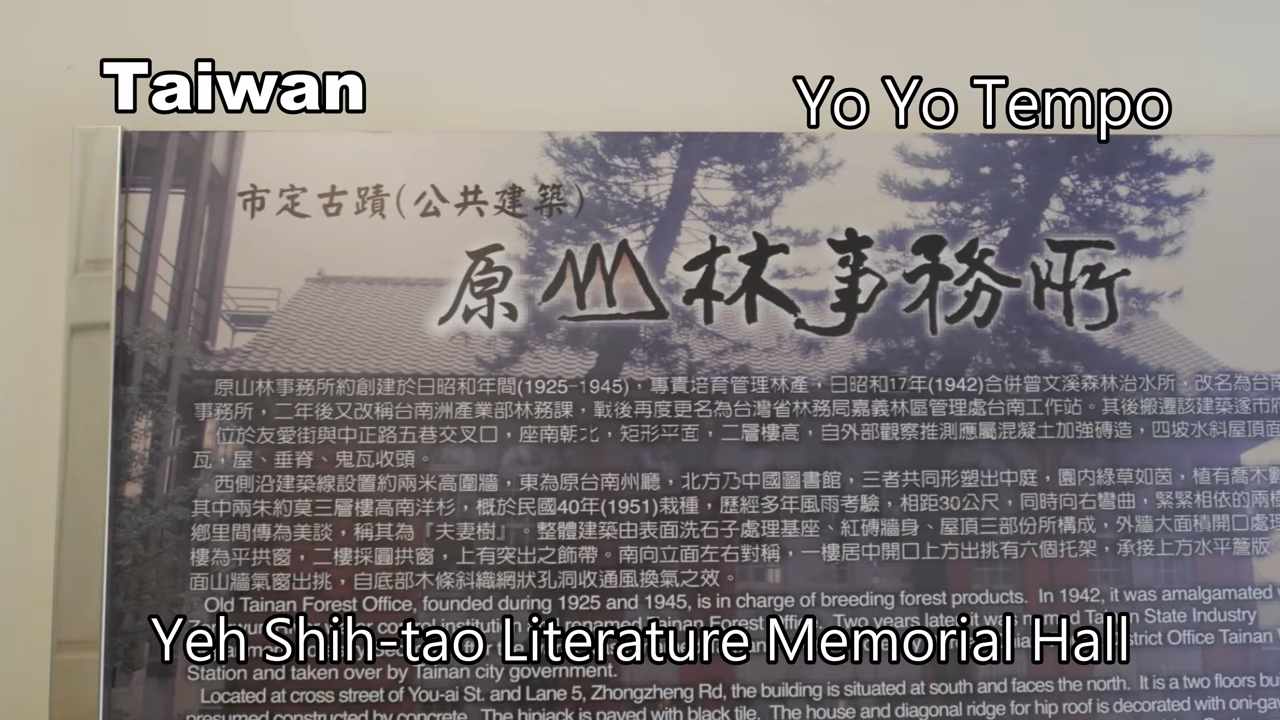 Taiwan
Yo Yo Tempo
市定古蹟(公共建築)
原山林事務所
原山林事務所約創建於日昭和年間(1925-1945)，專責培育管理林產，日昭和17年(1942)合併曾文溪森林治水所，改名為台南
事務所，二年後又改稱台南洲產業部林務課，戰後再度更名為台灣省林務局嘉義林區管理處台南工作站。其後搬遷該建築遂市府
位於友愛街與中正路五巷交叉口，座南朝北，矩形平面，二層樓高，自外部觀察推測應屬混凝土加強磚造，四坡水斜屋頂面
瓦，屋、垂脊、鬼瓦收頭。
西側沿建築線設置約兩米高圍牆，東為原台南州廳，北方乃中國圖書館，三者共同形塑出中庭，園內綠草如茵，植有喬木數
其中兩朱約莫三層樓高南洋杉，概於民國40年(1951)栽種，歷經多年風雨考驗，相距30公尺，同時向右彎曲，緊緊相依的兩
鄉里間傳為美談，稱其為『夫妻樹』。整體建築由表面洗石子處理基座、紅磚牆身、屋頂三部份所構成，外牆大面積開口處理
樓為平拱窗，二樓採圓拱窗，上有突出之飾帶。南向立面左右對稱，一樓居中開口上方出挑有六個托架，承接上方水平簷版
面山牆氣窗出挑，自底部木條斜織網狀孔洞收通風換氣之效。
Old Tainan Forest Office, founded during 1925 and 1945, is in charge of breeding forest products. In 1942, it was amalgamated
renamed Tainan Forest Office. Two years late State Industry
Yeh Shih-tao Literature Memorial Hall
District Office Tainan
Station and taken over by Tainan city government.
Located at cross street of You-ai St. and Lane 5, Zhongzheng Rd, the building is situated at south and faces the north. It is a two floors
presumed constructed by concrete. The hipjack is paved with black tile. The house and diagonal ridge for hip roof is decorated with